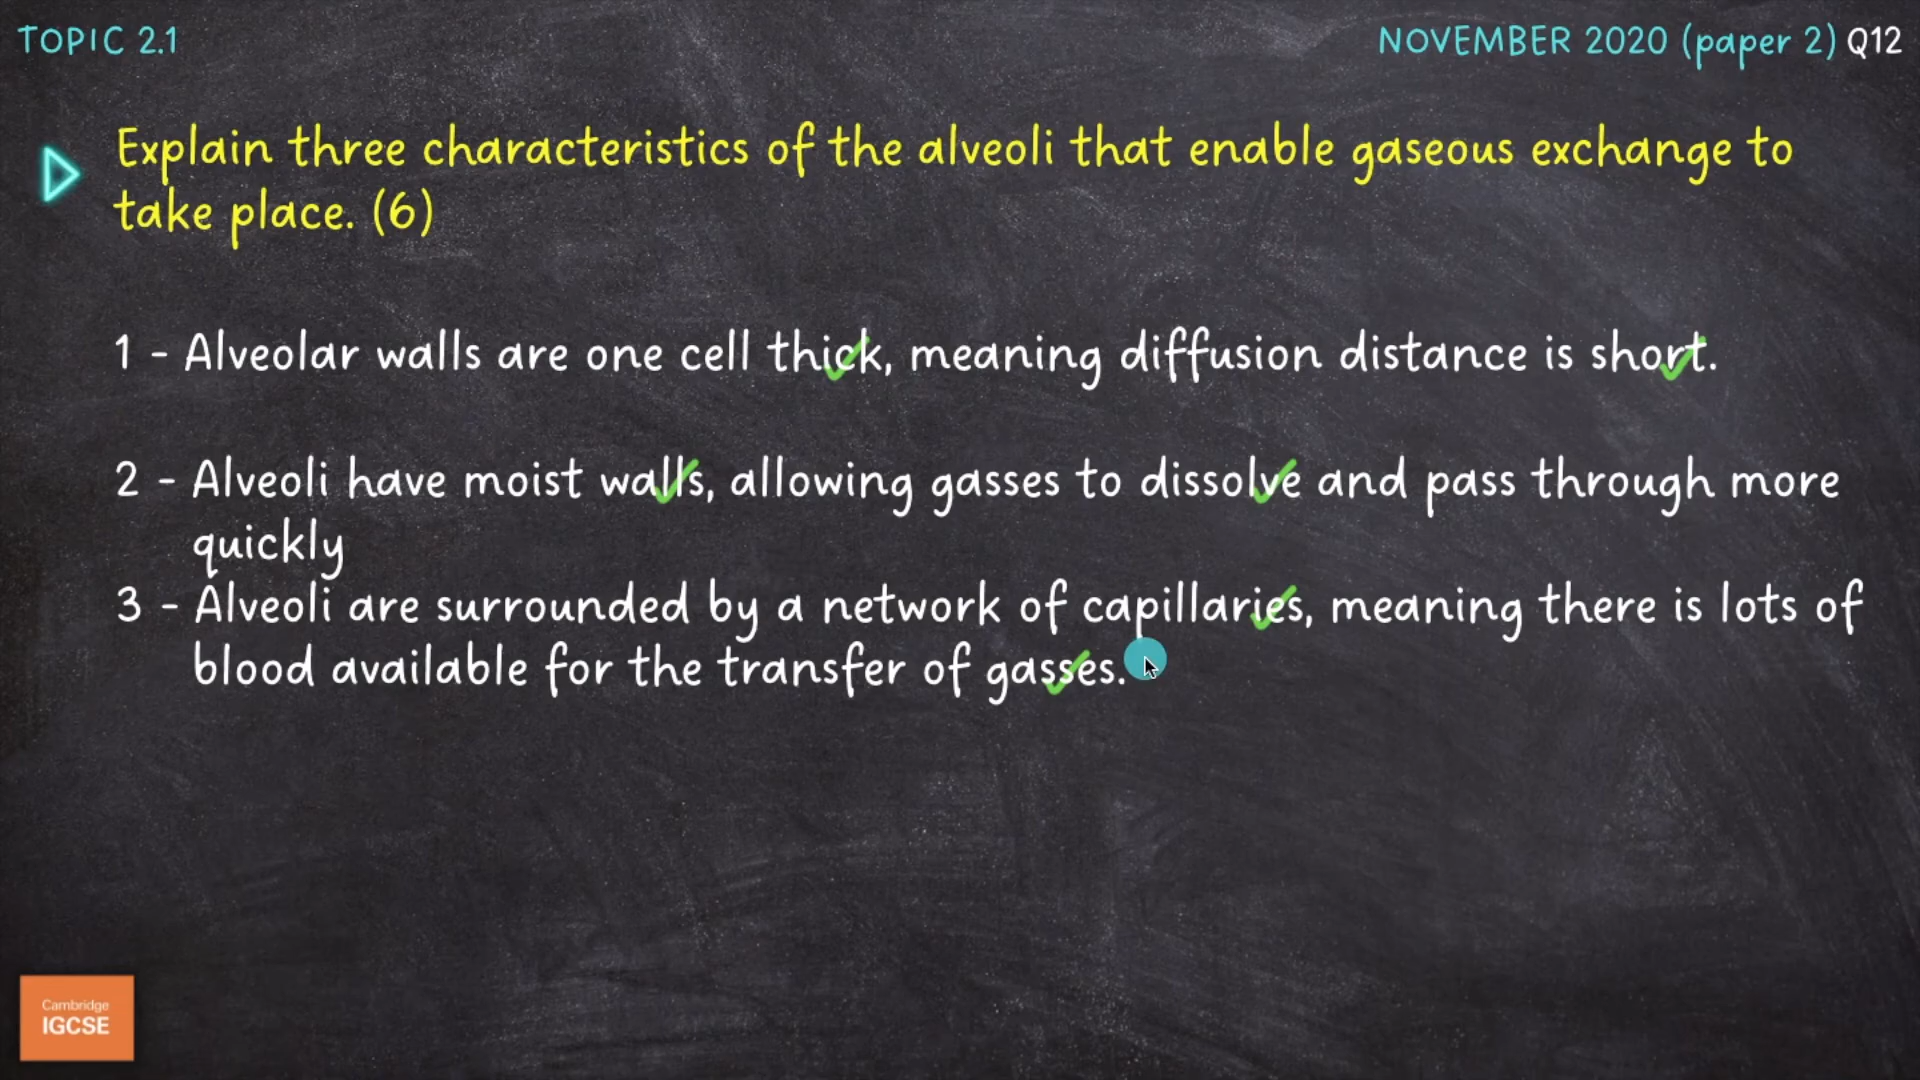 TOPIC 2.1
NOVEMBER 2020 (paper 2) Q12
Explain three characteristics of the alveoli that enable gaseous exchange to
take place. (6)
1 - Alveolar walls are one cell thick, meaning diffusion distance is short.
2 - Alveoli have moist walls, allowing gasses to dissolve and pass through more
quickly
3 - Alveoli are surrounded by a network of capillaries, meaning there is lots of
blood available for the transfer of gasses.
Cambridge
IGCSE